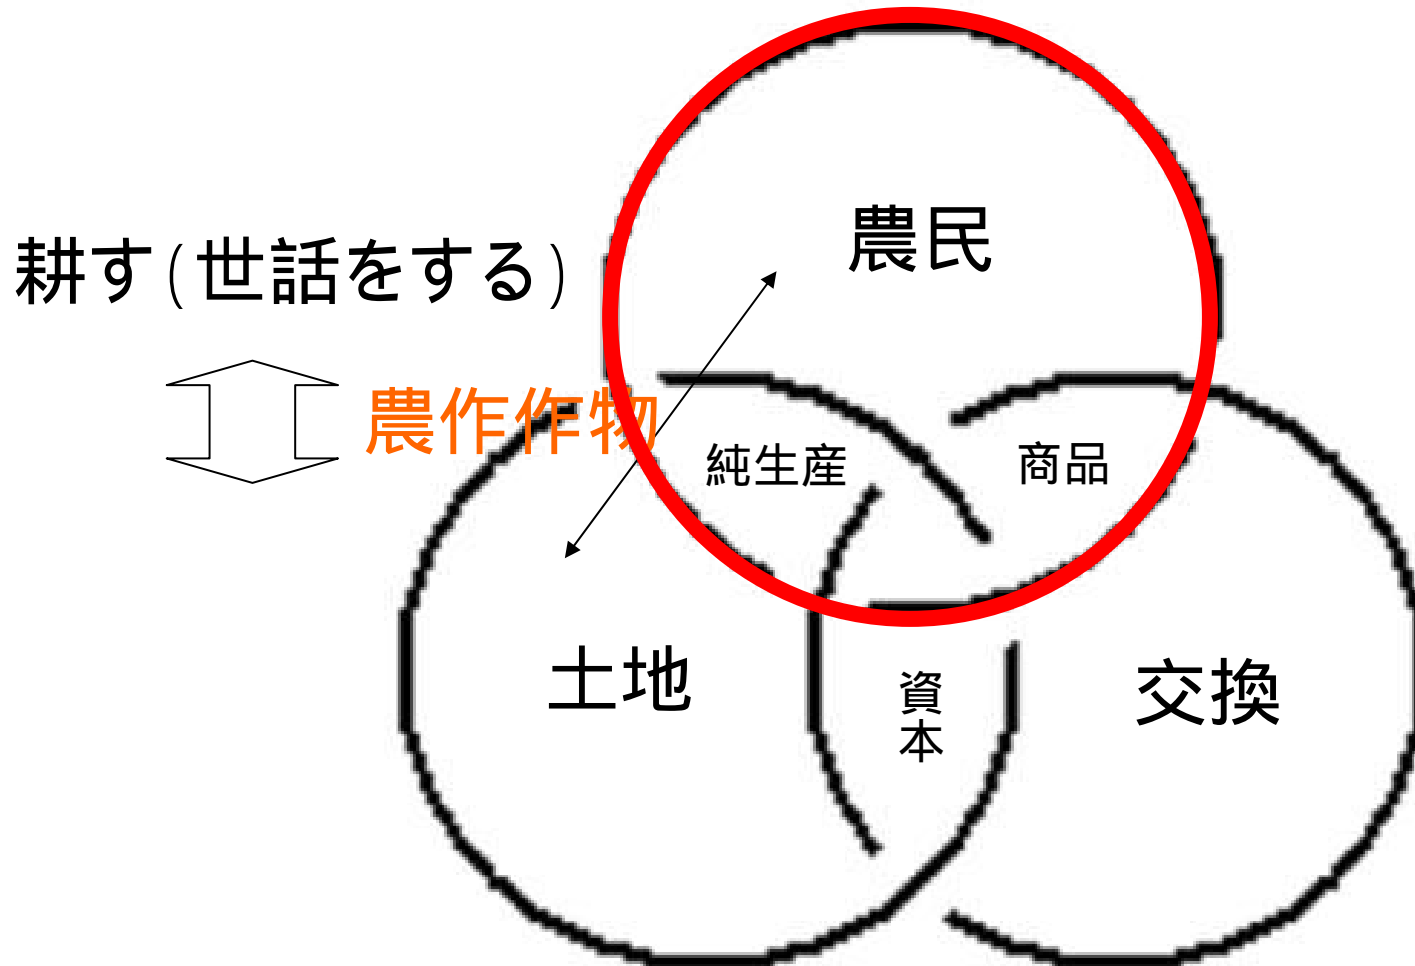 農民
耕す(世話をする)
農作作物
純生産
商品
土地
資本
交換